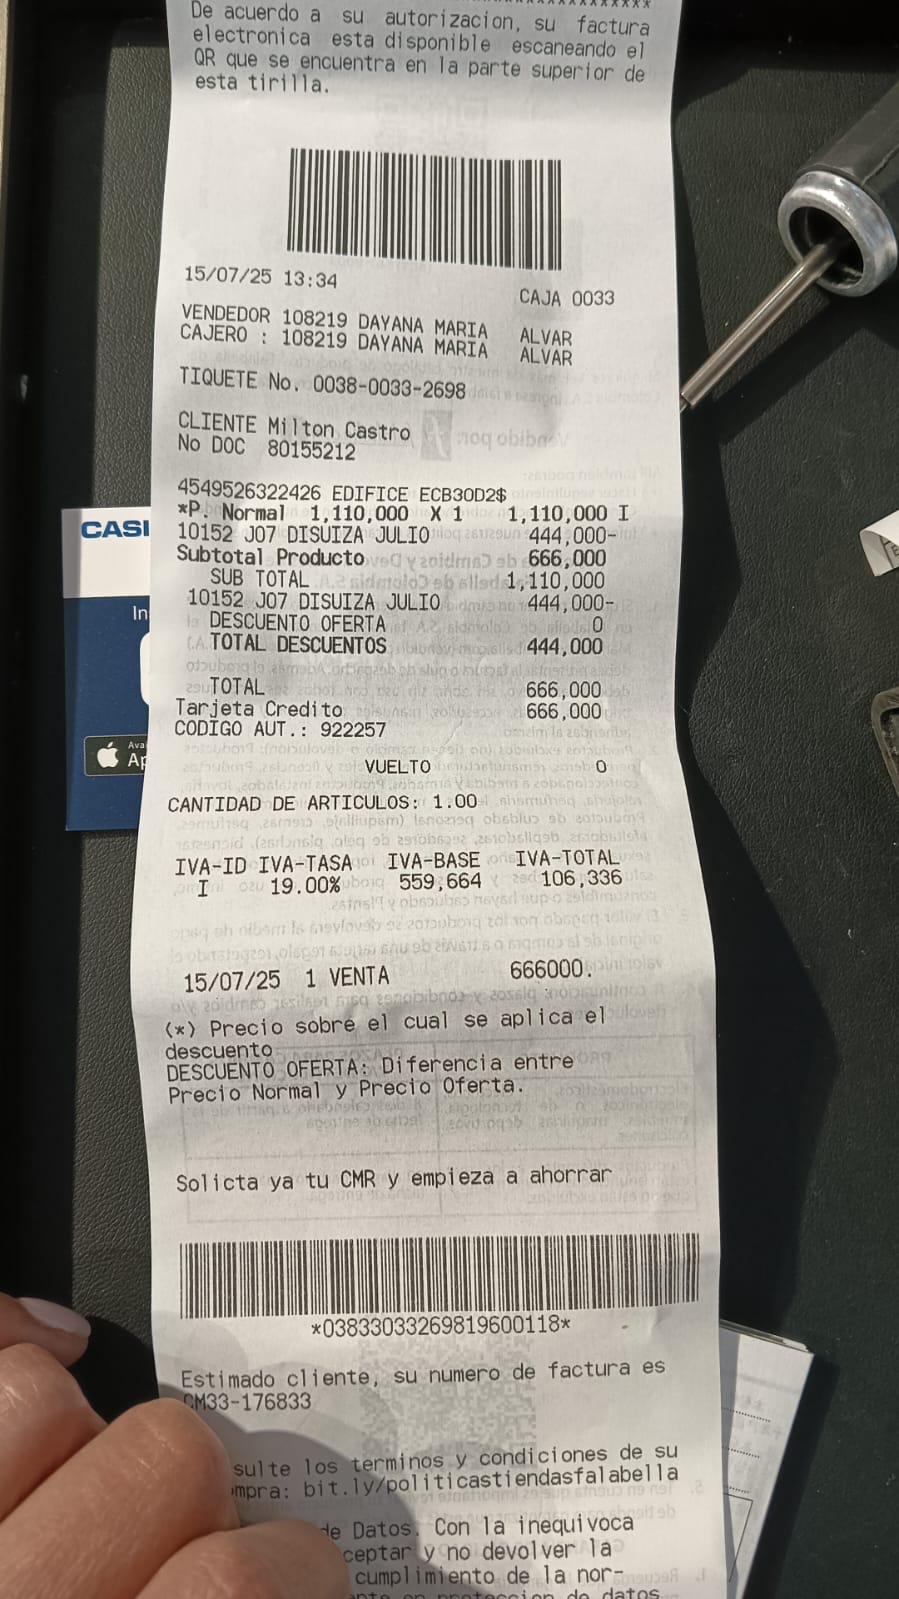 De acuerdo a su autorizacion, su factura
electronica esta disponible escaneando el
QR que se encuentra en la parte superior de
esta tirilla.
15/07/25 13:34
CAJA 0033
VENDEDOR 108219 DAYANA MARIA ALVAR
CAJERO : 108219 DAYANA MARIA ALVAR
TIQUETE No. 0038-0033-2698
CLIENTE Milton Castro
No DOC 80155212
4549526322426 EDIFICE ECB30D2$
*P. Normal 1,110,000 X 1 1,110,000 I
10152 J07 DISUIZA JULIO 444,000-
Subtotal Producto 666,000
SUB TOTAL 1,110,000
10152 J07 DISUIZA JULIO 444,000-
DESCUENTO OFERTA 0
TOTAL DESCUENTOS 444,000
TOTAL 666,000
Tarjeta Credito 666,000
CODIGO AUT.: 922257
VUELTO 0
CANTIDAD DE ARTICULOS: 1.00
IVA-ID IVA-TASA IVA-BASE IVA-TOTAL
I 19.00% 559,664 106,336
15/07/25 1 VENTA 666000.
(*) Precio sobre el cual se aplica el
descuento
DESCUENTO OFERTA: Diferencia entre
Precio Normal y Precio Oferta.
Solicta ya tu CMR y empieza a ahorrar
*03833033269819600118*
Estimado cliente, su numero de factura es
CM33-176833
sulte los terminos y condiciones de su
mpra: bit.ly/politicastiendasfalabella
de Datos. Con la inequivoca
ceptar y no devolver la
cumplimiento de la nor-
datos
CASI
In
Ava
Ap